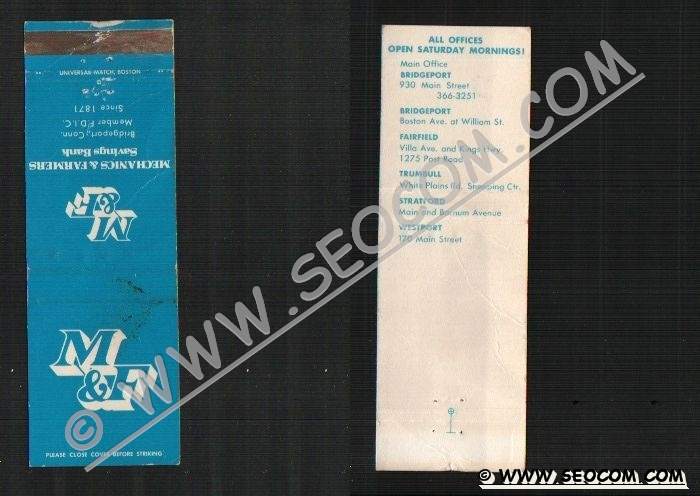 UNIVERSAL MATCH, BOSTON
Since 1871
Member F.D.I.C.
Bridgeport, Conn.
Savings Bank
MECHANICS & FARMERS
M&F
M&F
PLEASE CLOSE COVER BEFORE STRIKING
ALL OFFICES
OPEN SATURDAY MORNINGS!
Main Office
BRIDGEPORT
930 Main Street
366-3251
BRIDGEPORT
Boston Ave. at William St.
FAIRFIELD
Villa Ave. and Kings Hwy.
1275 Post Road
TRUMBULL
White Plains Rd. Shopping Ctr.
STRATFORD
Main and Barnum Avenue
WESTPORT
170 Main Street
© WWW.SEOCOM.COM
© WWW.SEOCOM.COM